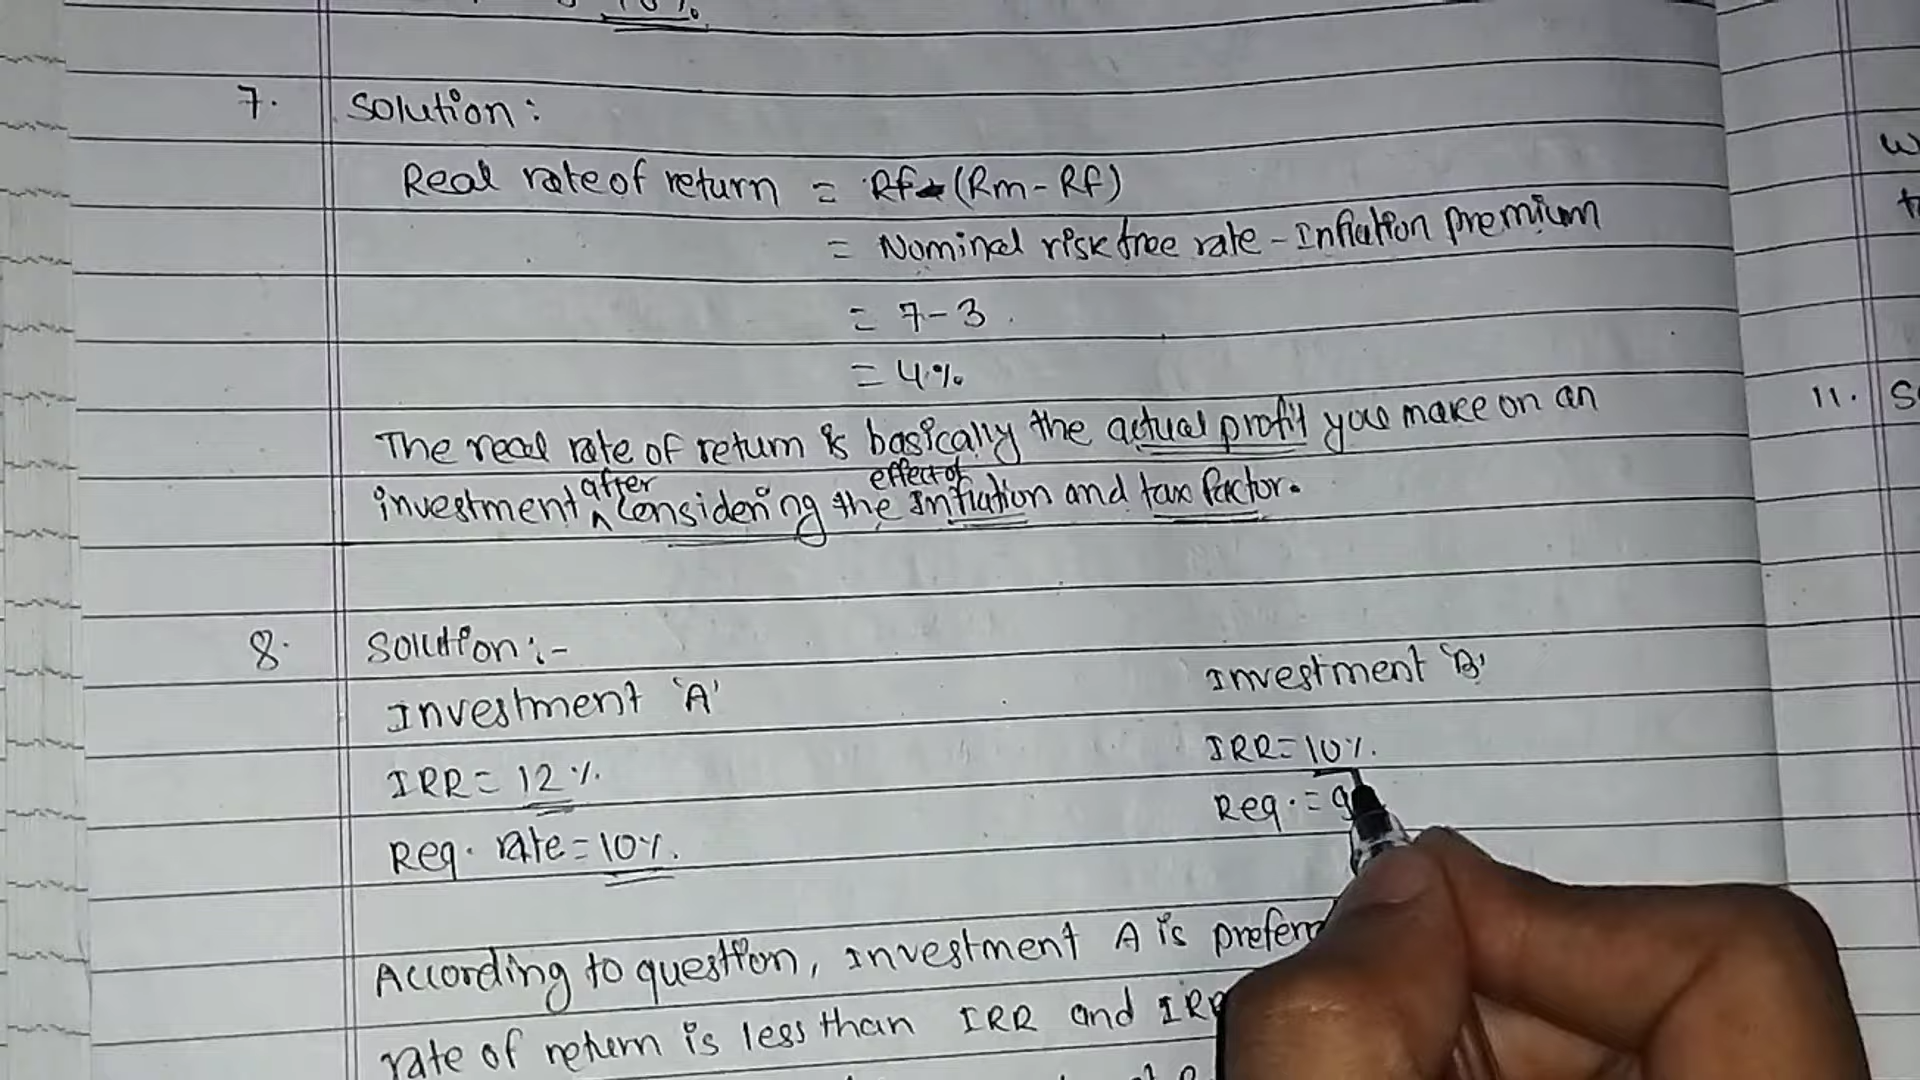 10%
7. Solution:
Real rate of return = Rf-(Rm-Rf)
= Nominal risk free rate - Inflation premium
= 7-3
= 4%
The real rate of return is basically the actual profit you make on an
investment after considering the effect of inflation and tax factor.
8. Solution:-
Investment 'A' Investment 'B'
IRR = 12% IRR = 10%
Req. rate = 10% Req. = 9
According to question, investment A is
rate of return is less than IRR and
11.